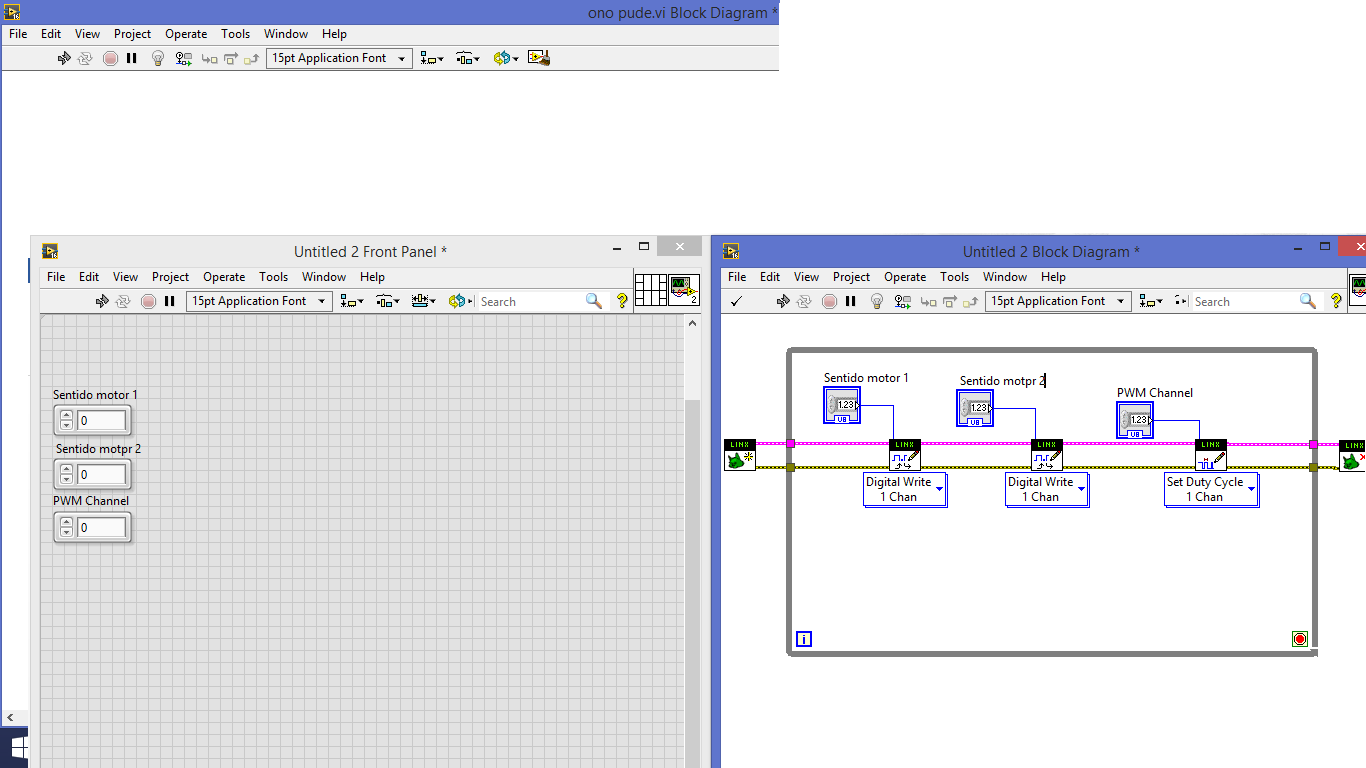 ono pude.vi Block Diagram *
File Edit View Project Operate Tools Window Help
15pt Application Font
Untitled 2 Front Panel *
File Edit View Project Operate Tools Window Help
15pt Application Font
Search
?
2
Sentido motor 1
0
Sentido motpr 2
0
PWM Channel
0
Untitled 2 Block Diagram *
File Edit View Project Operate Tools Window Help
15pt Application Font
Search
?
Sentido motor 1
1.23
U8
Sentido motpr 2
1.23
U8
PWM Channel
1.23
U8
LINX
LINX
LINX
LINX
LINX
Digital Write
1 Chan
Digital Write
1 Chan
Set Duty Cycle
1 Chan
i